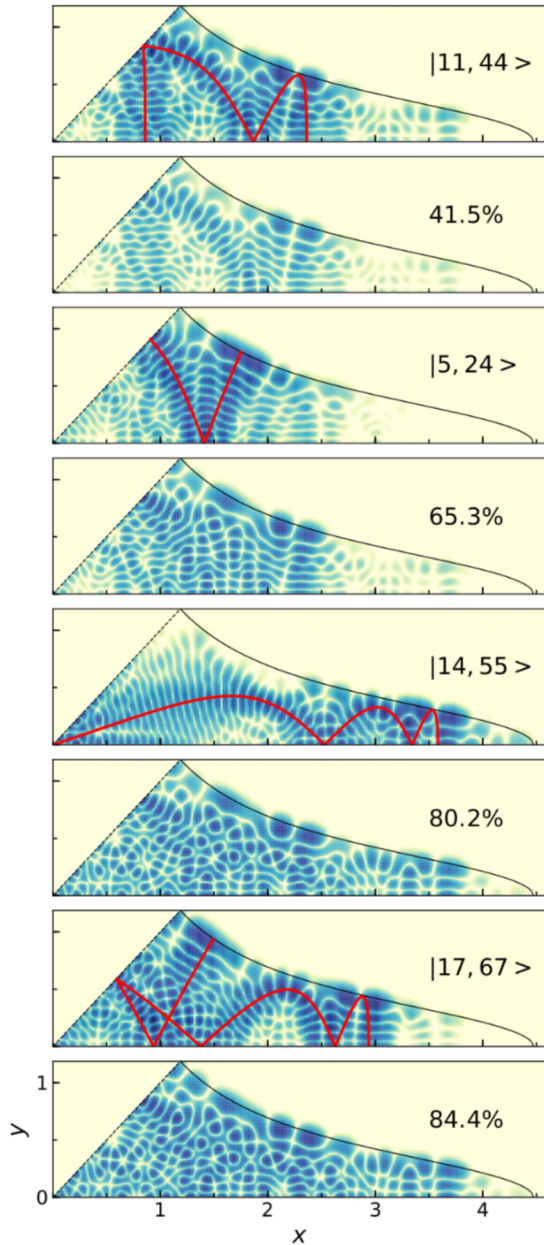 |11, 44 >
41.5%
|5, 24 >
65.3%
|14, 55 >
80.2%
|17, 67 >
84.4%
1
y
0
1 2 3 4
x